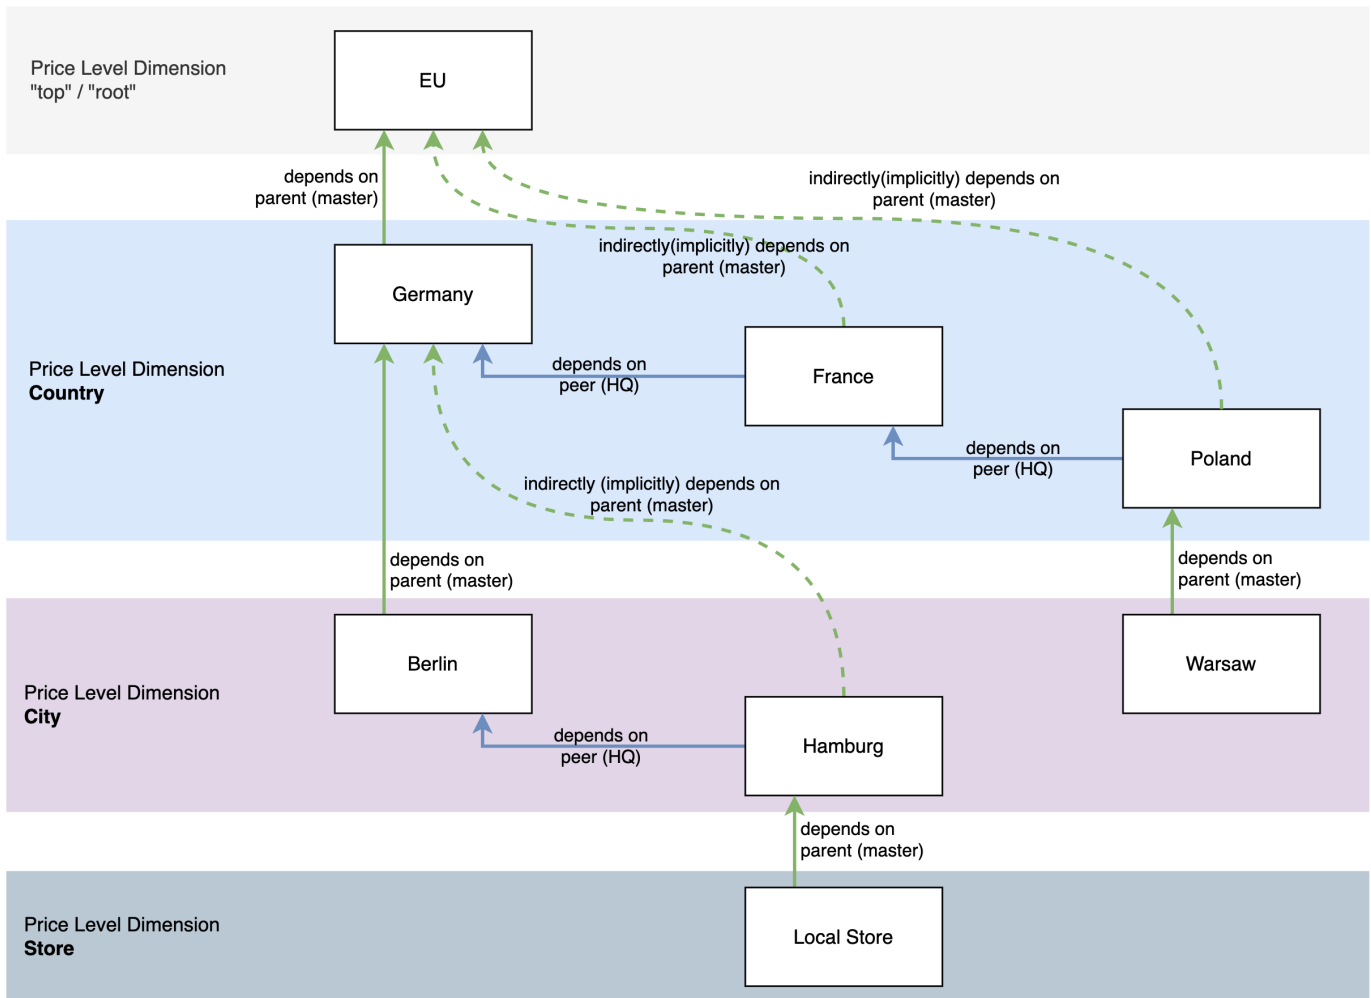 Price Level Dimension
"top" / "root"
EU
depends on
parent (master)
indirectly(implicitly) depends on
parent (master)
indirectly(implicitly) depends on
parent (master)
Germany
Price Level Dimension
Country
depends on
peer (HQ)
France
depends on
peer (HQ)
Poland
indirectly (implicitly) depends on
parent (master)
depends on
parent (master)
depends on
parent (master)
Price Level Dimension
City
Berlin
Warsaw
depends on
peer (HQ)
Hamburg
depends on
parent (master)
Price Level Dimension
Store
Local Store